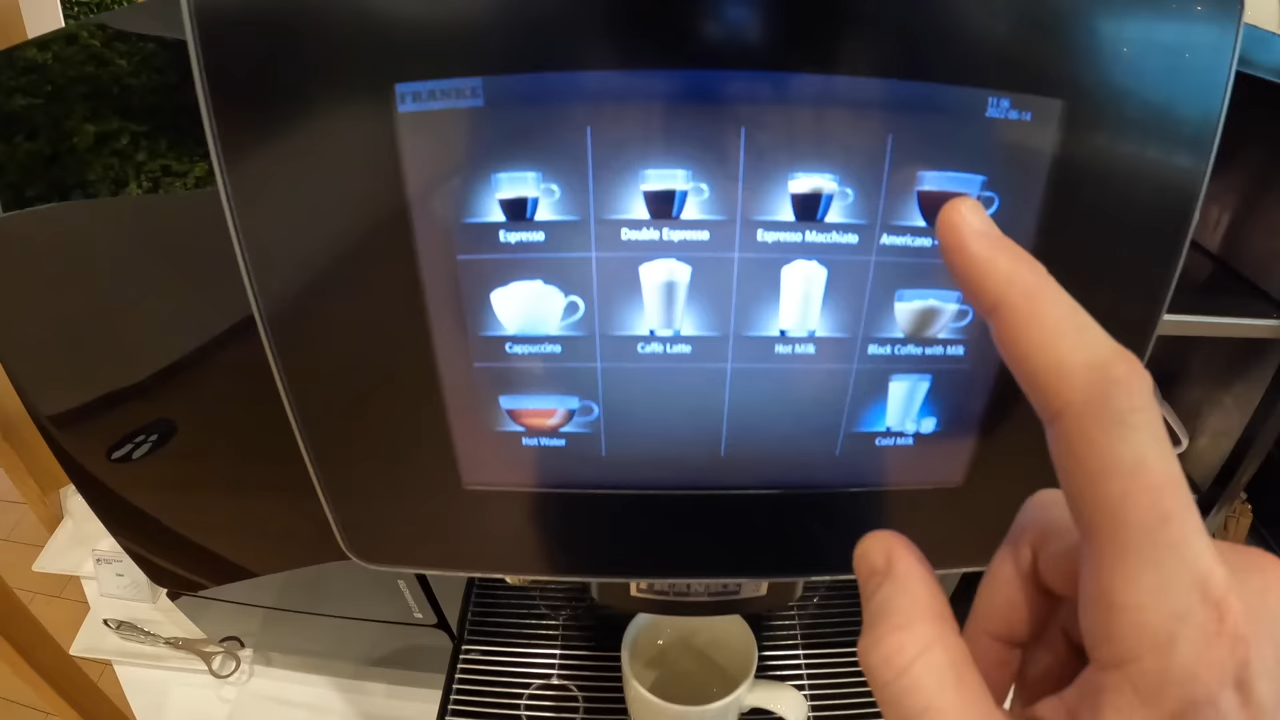 FRANKE
11:06
2022-06-14
Espresso
Double Espresso
Espresso Macchiato
Americano -
Cappuccino
Caffè Latte
Hot Milk
Black Coffee with Milk
Hot Water
Cold Milk
FRANKE